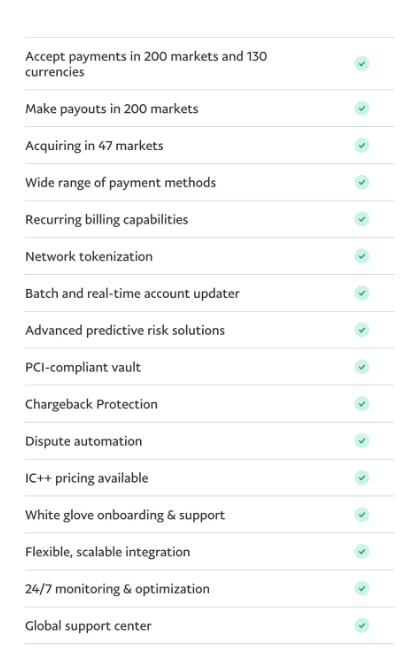 Accept payments in 200 markets and 130
currencies
Make payouts in 200 markets
Acquiring in 47 markets
Wide range of payment methods
Recurring billing capabilities
Network tokenization
Batch and real-time account updater
Advanced predictive risk solutions
PCI-compliant vault
Chargeback Protection
Dispute automation
IC++ pricing available
White glove onboarding & support
Flexible, scalable integration
24/7 monitoring & optimization
Global support center